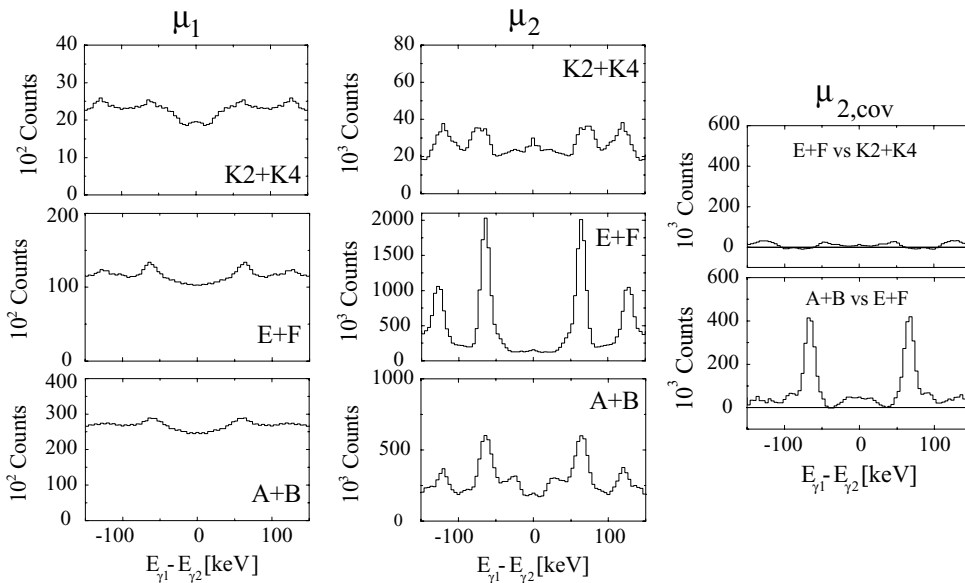 μ1
μ2
μ2,cov
40
30
20
10
0
10² Counts
K2+K4
200
100
0
10² Counts
E+F
400
300
200
100
0
10² Counts
A+B
-100 0 100
Eγ1-Eγ2[keV]
80
60
40
20
0
10³ Counts
K2+K4
2000
1500
1000
500
0
10³ Counts
E+F
1000
500
0
10³ Counts
A+B
-100 0 100
Eγ1-Eγ2[keV]
600
400
200
0
10³ Counts
E+F vs K2+K4
600
400
200
0
10³ Counts
A+B vs E+F
-100 0 100
Eγ1-Eγ2[keV]